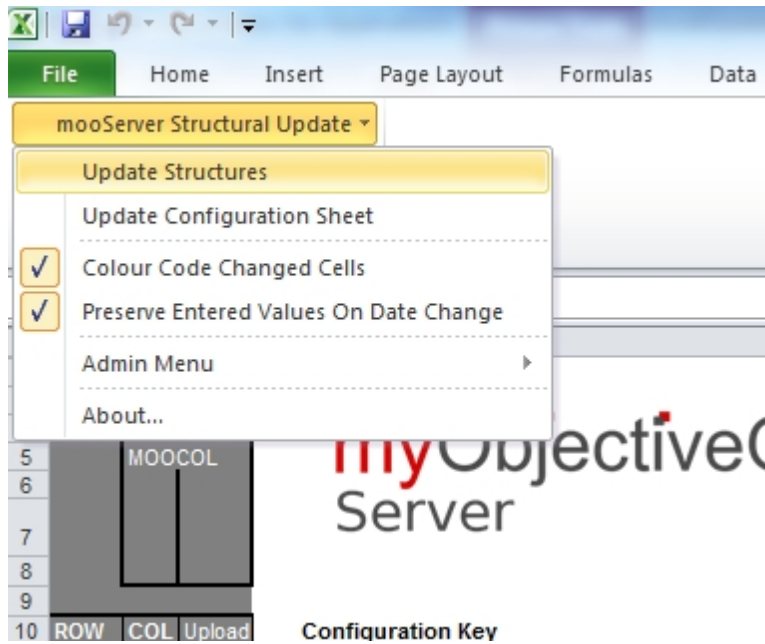 File Home Insert Page Layout Formulas Data
mooServer Structural Update
Update Structures
Update Configuration Sheet
Colour Code Changed Cells
Preserve Entered Values On Date Change
Admin Menu
About...
5 MOOCOL
myObjectiveO
6
Server
7
8
9
10 ROW COL Upload Configuration Key